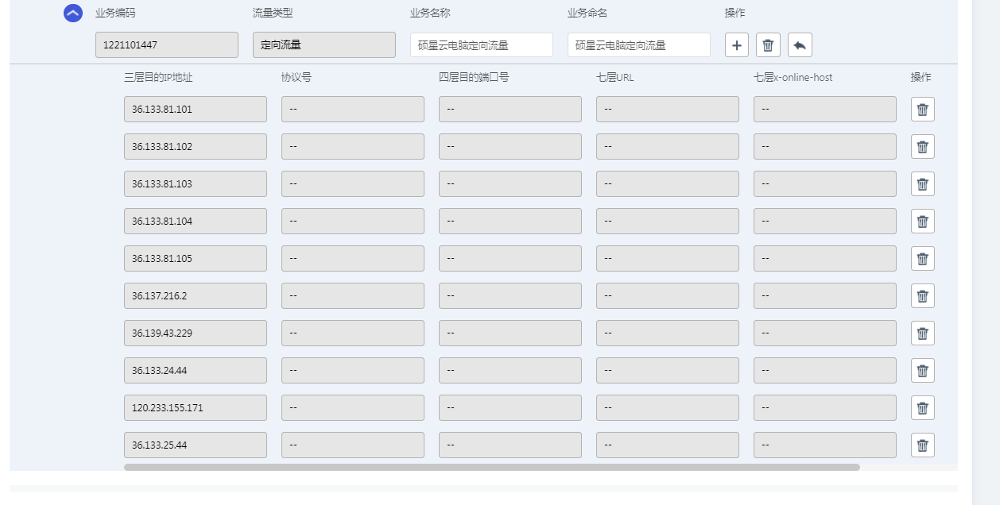 业务编码 流量类型 业务名称 业务命名 操作
1221101447 定向流量 硕星云电脑定向流量 硕星云电脑定向流量
三层目的IP地址 协议号 四层目的端口号 七层URL 七层x-online-host 操作
36.133.81.101 -- -- -- --
36.133.81.102 -- -- -- --
36.133.81.103 -- -- -- --
36.133.81.104 -- -- -- --
36.133.81.105 -- -- -- --
36.137.216.2 -- -- -- --
36.139.43.229 -- -- -- --
36.133.24.44 -- -- -- --
120.233.155.171 -- -- -- --
36.133.25.44 -- -- -- --